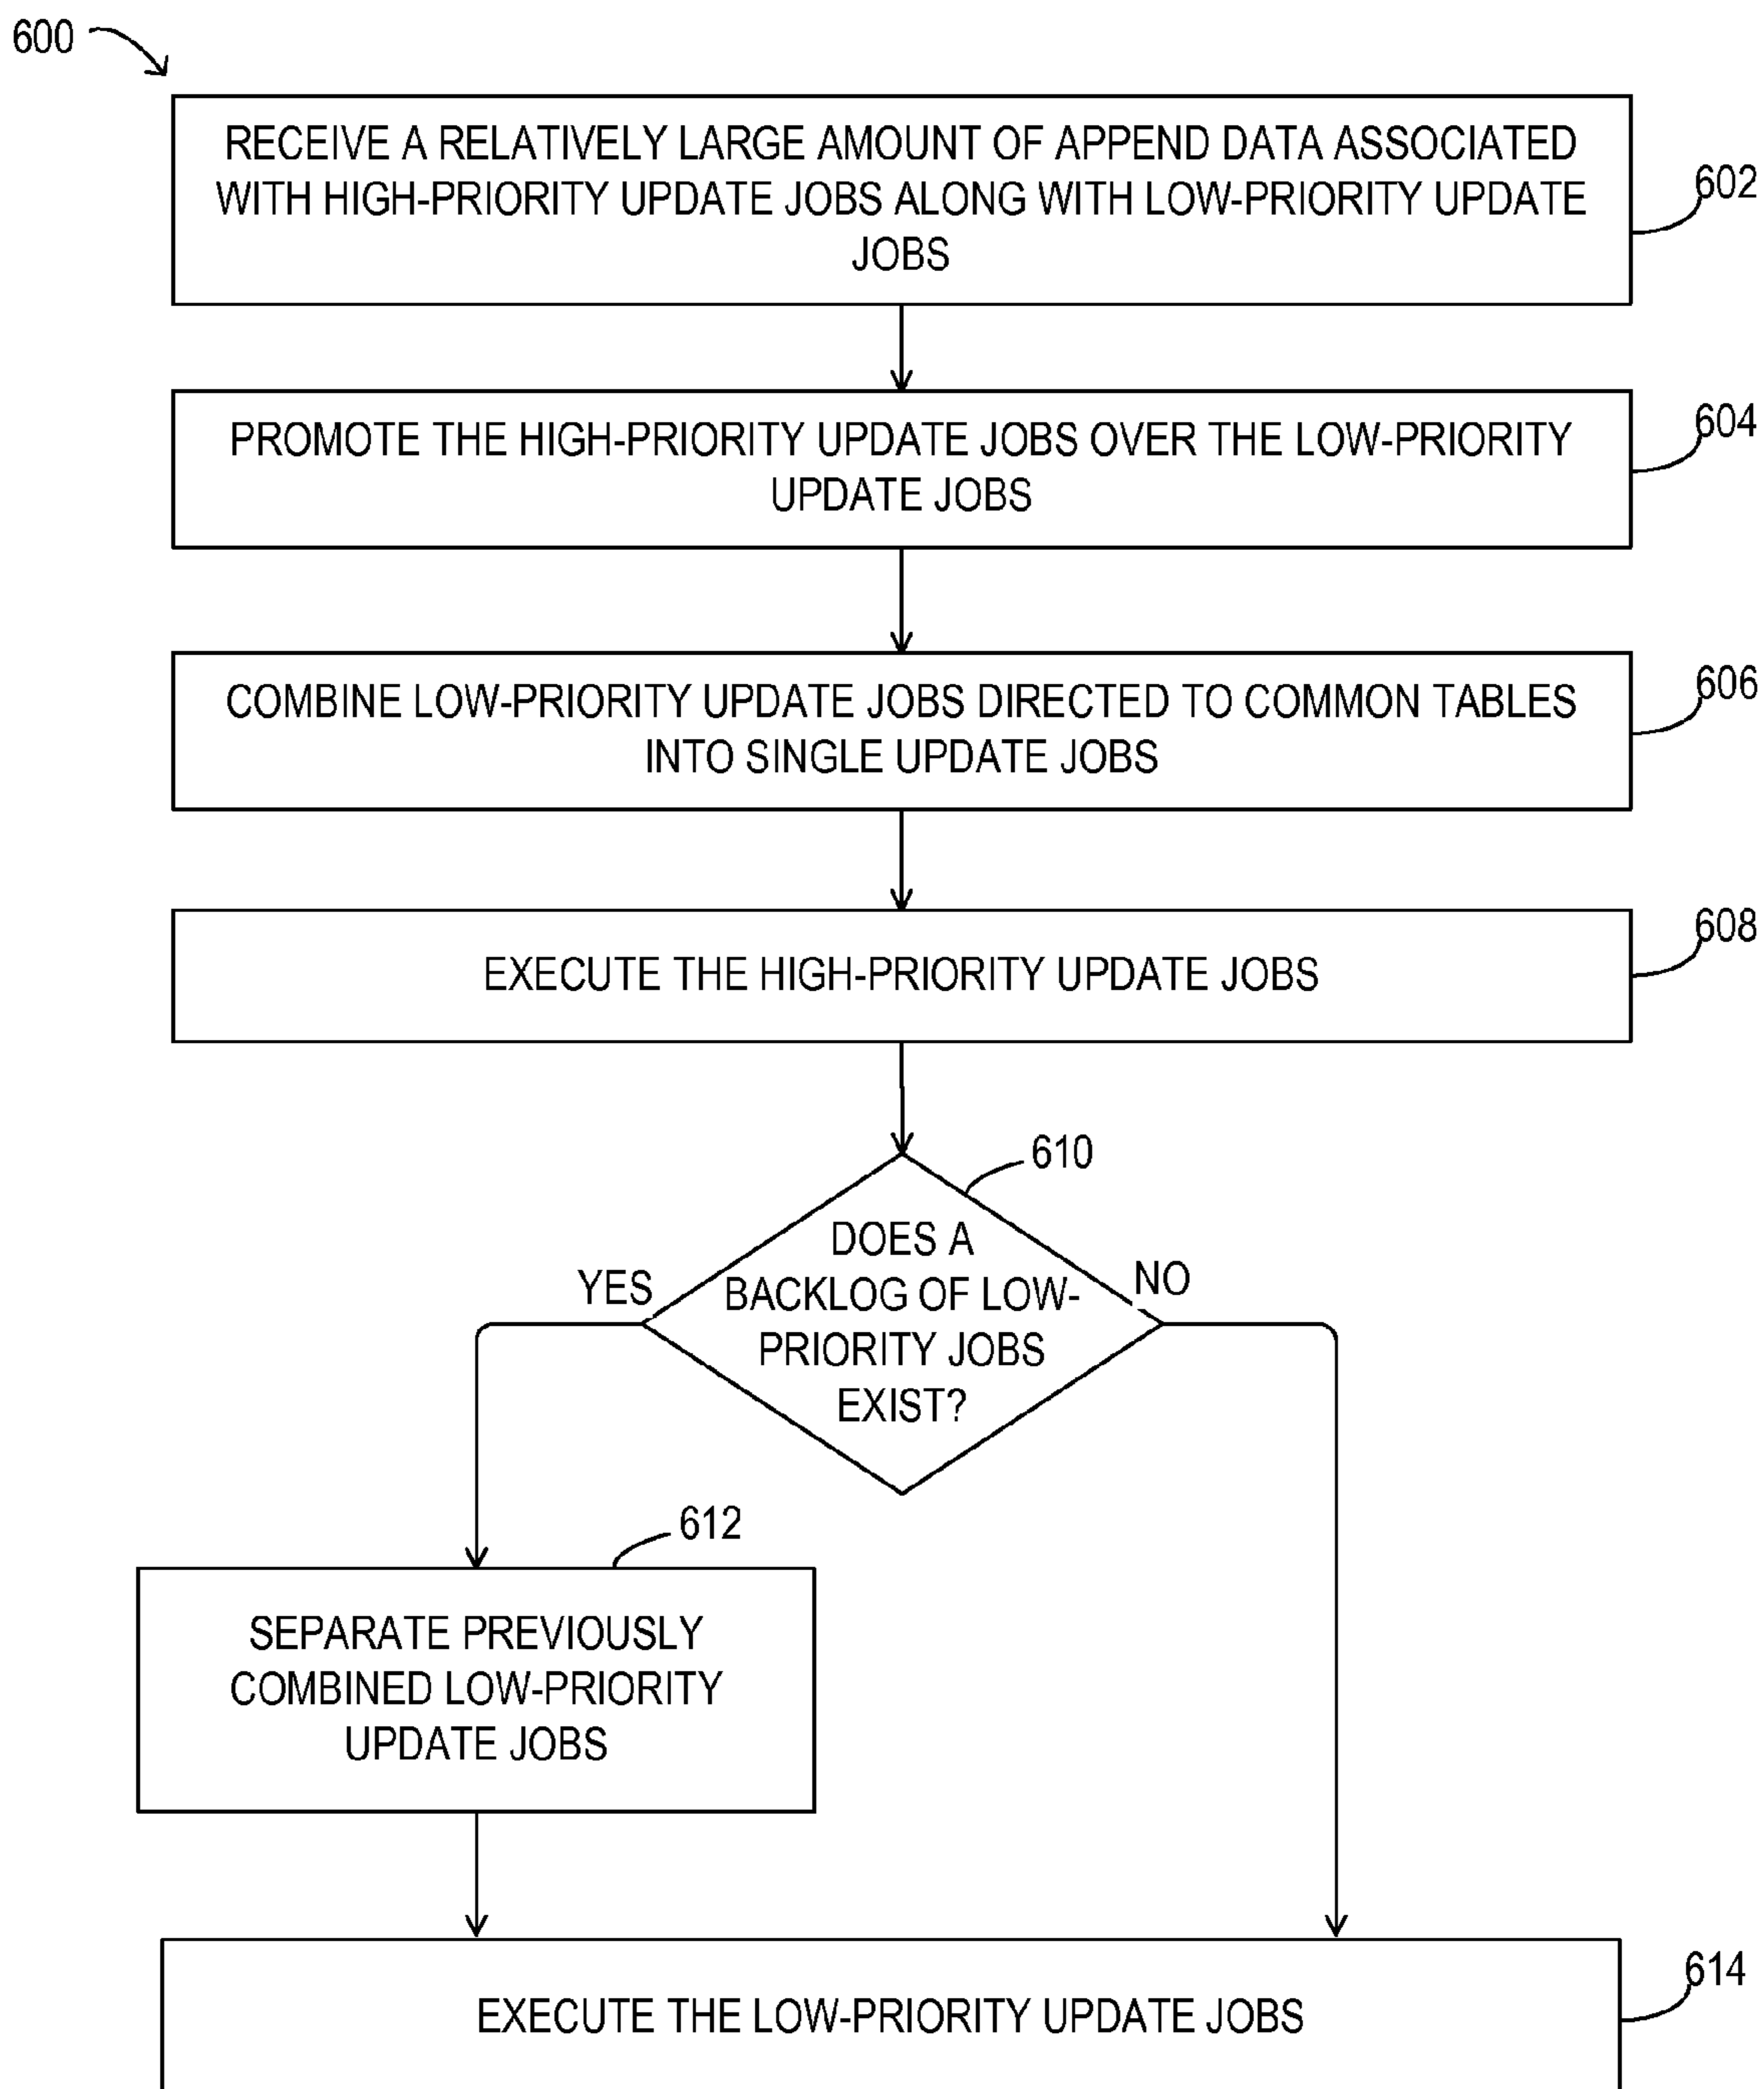 600
RECEIVE A RELATIVELY LARGE AMOUNT OF APPEND DATA ASSOCIATED
WITH HIGH-PRIORITY UPDATE JOBS ALONG WITH LOW-PRIORITY UPDATE
JOBS
602
PROMOTE THE HIGH-PRIORITY UPDATE JOBS OVER THE LOW-PRIORITY
UPDATE JOBS
604
COMBINE LOW-PRIORITY UPDATE JOBS DIRECTED TO COMMON TABLES
INTO SINGLE UPDATE JOBS
606
EXECUTE THE HIGH-PRIORITY UPDATE JOBS
608
610
DOES A
BACKLOG OF LOW-
PRIORITY JOBS
EXIST?
YES
NO
612
SEPARATE PREVIOUSLY
COMBINED LOW-PRIORITY
UPDATE JOBS
EXECUTE THE LOW-PRIORITY UPDATE JOBS
614